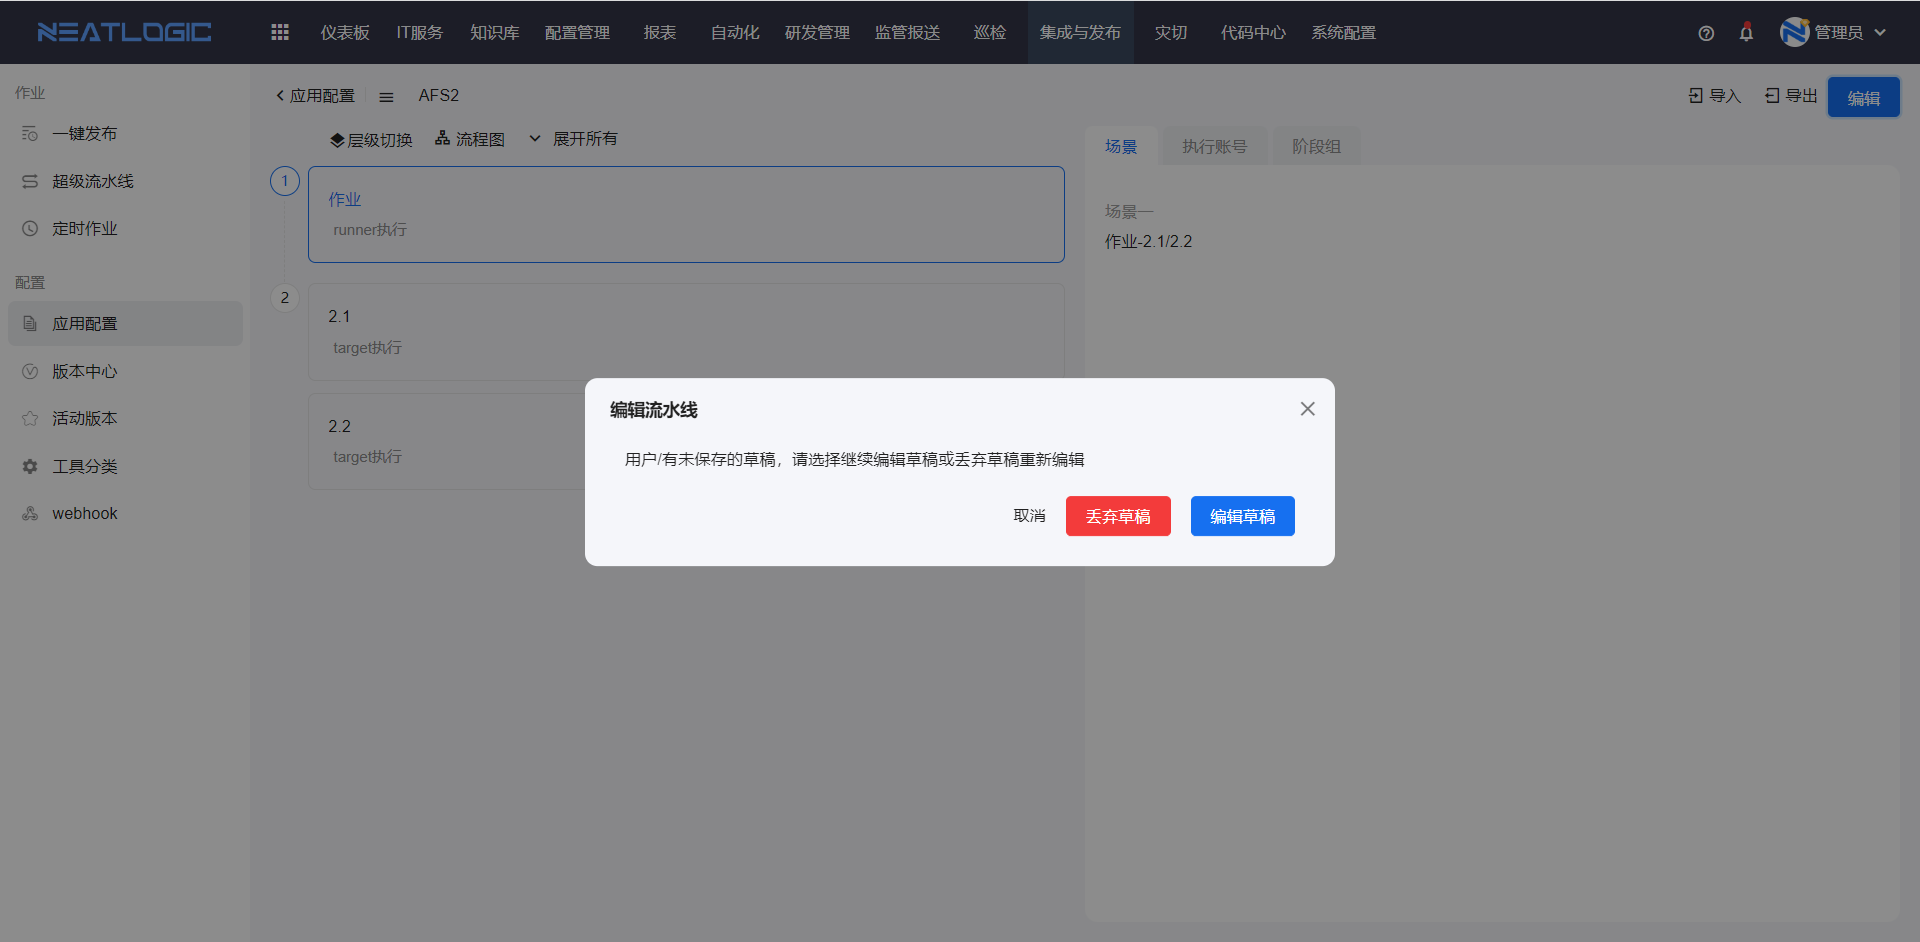 NEATLOGIC
仪表板 IT服务 知识库 配置管理 报表 自动化 研发管理 监管报送 巡检 集成与发布 灾切 代码中心 系统配置
管理员
作业
一键发布
超级流水线
定时作业
配置
应用配置
版本中心
活动版本
工具分类
webhook
应用配置 AFS2
导入 导出 编辑
层级切换 流程图 展开所有
1
作业
runner执行
2
2.1
target执行
2.2
target执行
场景 执行账号 阶段组
场景一
作业-2.1/2.2
编辑流水线
用户/有未保存的草稿，请选择继续编辑草稿或丢弃草稿重新编辑
取消 丢弃草稿 编辑草稿